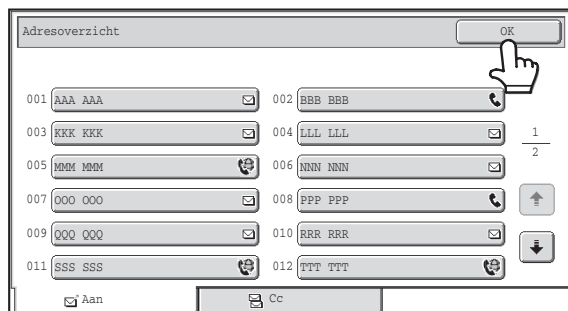 Adresoverzicht OK
001 AAA AAA 002 BBB BBB
003 KKK KKK 004 LLL LLL
1
2
005 MMM MMM 006 NNN NNN
007 OOO OOO 008 PPP PPP
009 QQQ QQQ 010 RRR RRR
011 SSS SSS 012 TTT TTT
Aan Cc